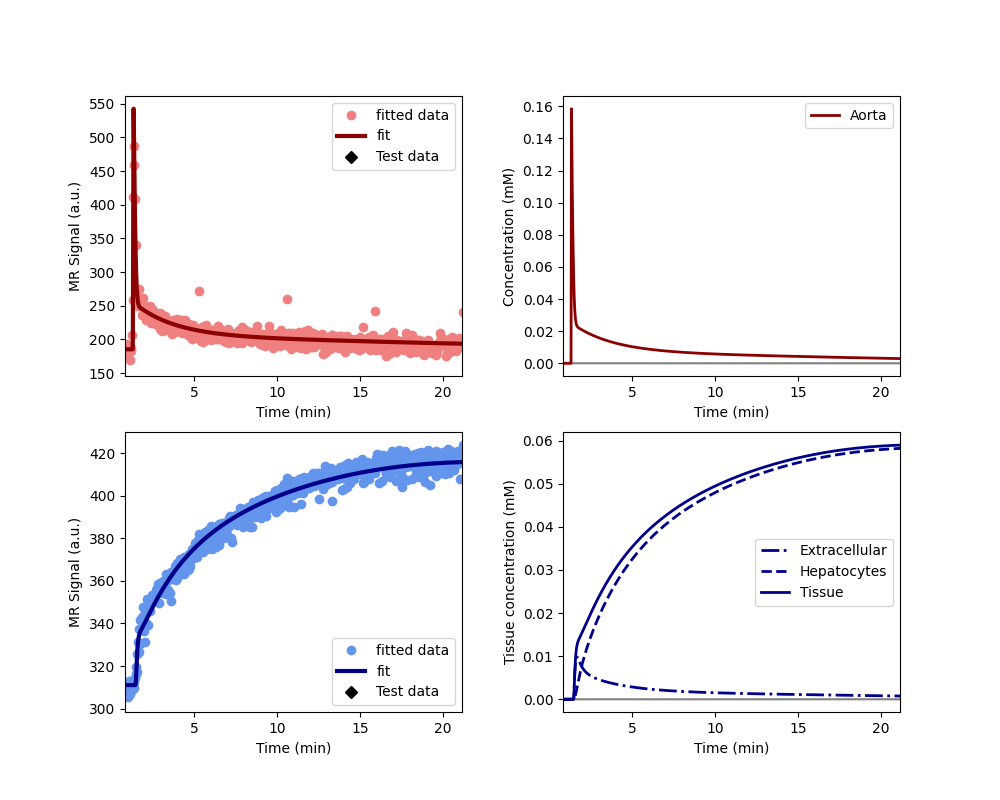 550
500
450
400
350
300
250
200
150
MR Signal (a.u.)
5
10
15
20
Time (min)
fitted data
fit
Test data
0.16
0.14
0.12
0.10
0.08
0.06
0.04
0.02
0.00
Concentration (mM)
5
10
15
20
Time (min)
Aorta
420
400
380
360
340
320
300
MR Signal (a.u.)
5
10
15
20
Time (min)
fitted data
fit
Test data
0.06
0.05
0.04
0.03
0.02
0.01
0.00
Tissue concentration (mM)
5
10
15
20
Time (min)
Extracellular
Hepatocytes
Tissue